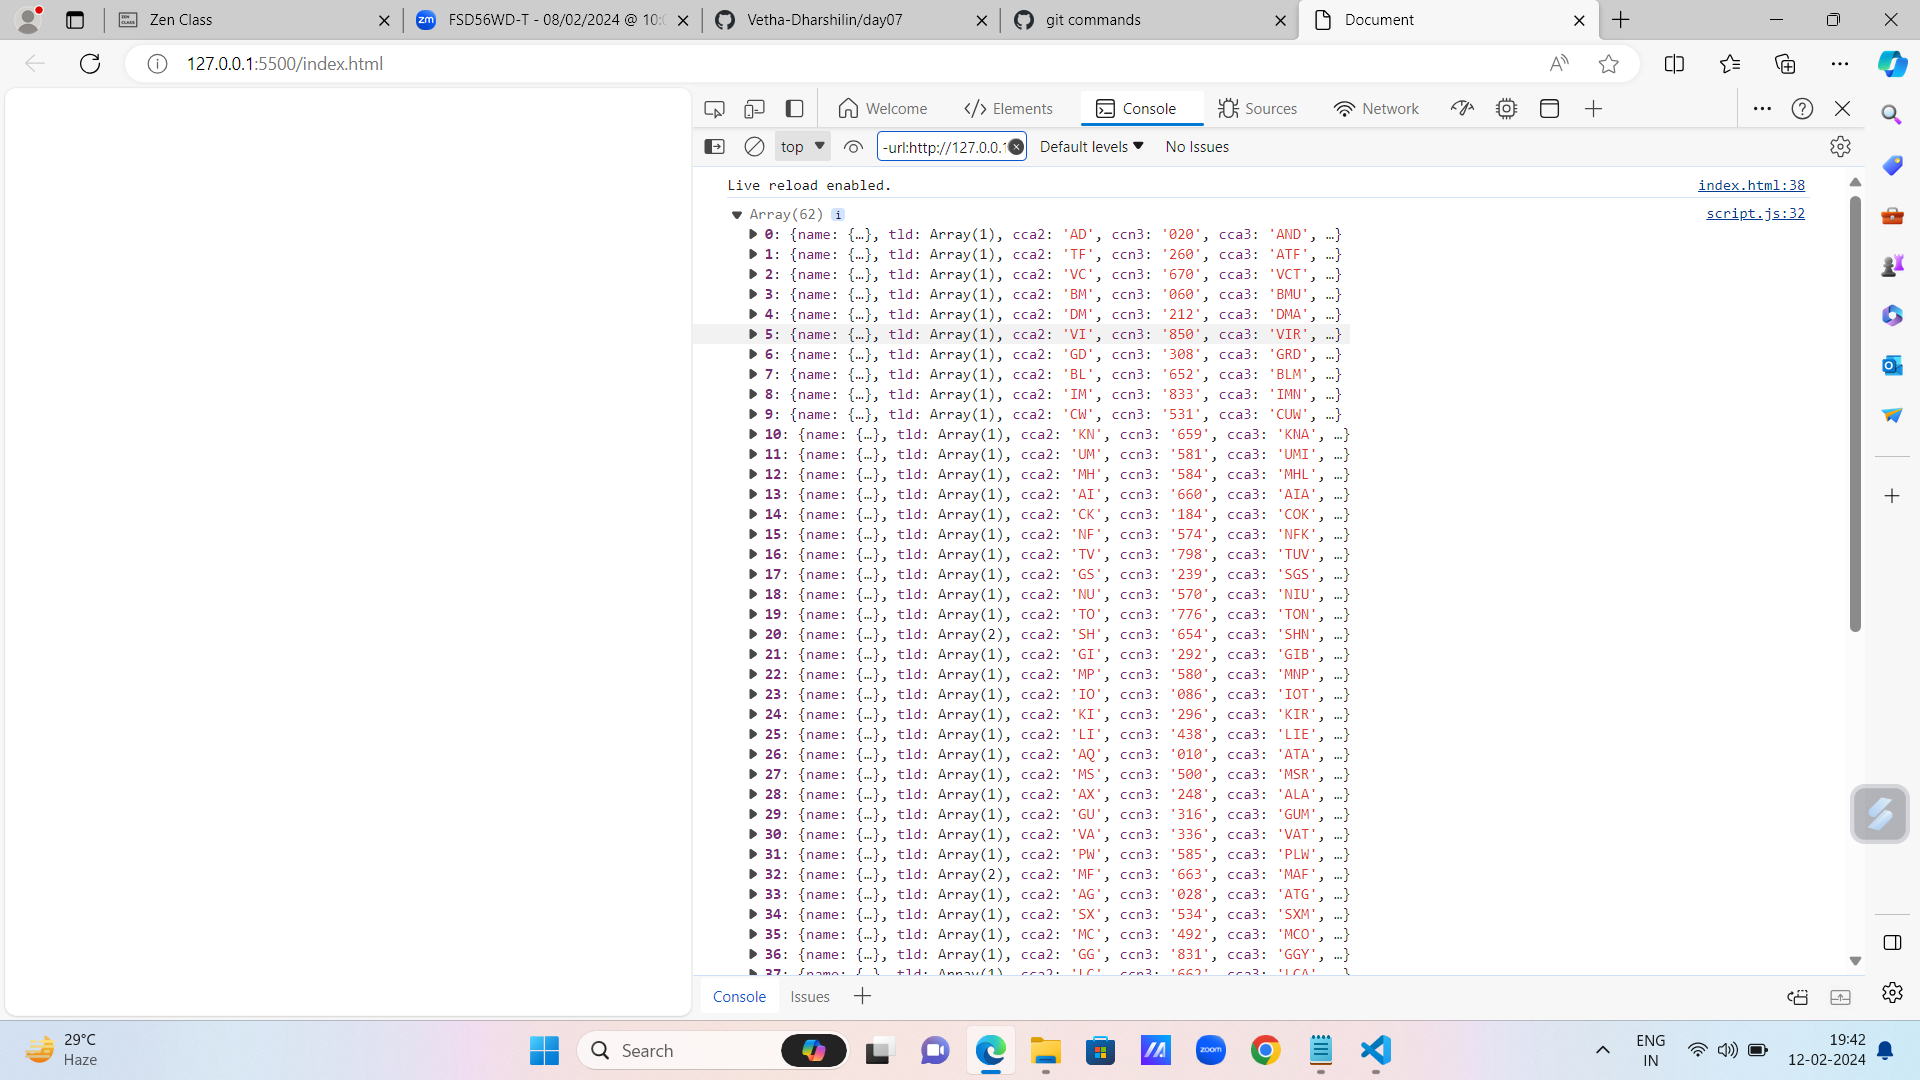 Zen Class
FSD56WD-T - 08/02/2024 @ 10:0
Vetha-Dharshilin/day07
git commands
Document
127.0.0.1:5500/index.html
Welcome
Elements
Console
Sources
Network
top
-url:http://127.0.0.1
Default levels
No Issues
Live reload enabled. index.html:38
Array(62) i script.js:32
0: {name: {…}, tld: Array(1), cca2: 'AD', ccn3: '020', cca3: 'AND', …}
1: {name: {…}, tld: Array(1), cca2: 'TF', ccn3: '260', cca3: 'ATF', …}
2: {name: {…}, tld: Array(1), cca2: 'VC', ccn3: '670', cca3: 'VCT', …}
3: {name: {…}, tld: Array(1), cca2: 'BM', ccn3: '060', cca3: 'BMU', …}
4: {name: {…}, tld: Array(1), cca2: 'DM', ccn3: '212', cca3: 'DMA', …}
5: {name: {…}, tld: Array(1), cca2: 'VI', ccn3: '850', cca3: 'VIR', …}
6: {name: {…}, tld: Array(1), cca2: 'GD', ccn3: '308', cca3: 'GRD', …}
7: {name: {…}, tld: Array(1), cca2: 'BL', ccn3: '652', cca3: 'BLM', …}
8: {name: {…}, tld: Array(1), cca2: 'IM', ccn3: '833', cca3: 'IMN', …}
9: {name: {…}, tld: Array(1), cca2: 'CW', ccn3: '531', cca3: 'CUW', …}
10: {name: {…}, tld: Array(1), cca2: 'KN', ccn3: '659', cca3: 'KNA', …}
11: {name: {…}, tld: Array(1), cca2: 'UM', ccn3: '581', cca3: 'UMI', …}
12: {name: {…}, tld: Array(1), cca2: 'MH', ccn3: '584', cca3: 'MHL', …}
13: {name: {…}, tld: Array(1), cca2: 'AI', ccn3: '660', cca3: 'AIA', …}
14: {name: {…}, tld: Array(1), cca2: 'CK', ccn3: '184', cca3: 'COK', …}
15: {name: {…}, tld: Array(1), cca2: 'NF', ccn3: '574', cca3: 'NFK', …}
16: {name: {…}, tld: Array(1), cca2: 'TV', ccn3: '798', cca3: 'TUV', …}
17: {name: {…}, tld: Array(1), cca2: 'GS', ccn3: '239', cca3: 'SGS', …}
18: {name: {…}, tld: Array(1), cca2: 'NU', ccn3: '570', cca3: 'NIU', …}
19: {name: {…}, tld: Array(1), cca2: 'TO', ccn3: '776', cca3: 'TON', …}
20: {name: {…}, tld: Array(2), cca2: 'SH', ccn3: '654', cca3: 'SHN', …}
21: {name: {…}, tld: Array(1), cca2: 'GI', ccn3: '292', cca3: 'GIB', …}
22: {name: {…}, tld: Array(1), cca2: 'MP', ccn3: '580', cca3: 'MNP', …}
23: {name: {…}, tld: Array(1), cca2: 'IO', ccn3: '086', cca3: 'IOT', …}
24: {name: {…}, tld: Array(1), cca2: 'KI', ccn3: '296', cca3: 'KIR', …}
25: {name: {…}, tld: Array(1), cca2: 'LI', ccn3: '438', cca3: 'LIE', …}
26: {name: {…}, tld: Array(1), cca2: 'AQ', ccn3: '010', cca3: 'ATA', …}
27: {name: {…}, tld: Array(1), cca2: 'MS', ccn3: '500', cca3: 'MSR', …}
28: {name: {…}, tld: Array(1), cca2: 'AX', ccn3: '248', cca3: 'ALA', …}
29: {name: {…}, tld: Array(1), cca2: 'GU', ccn3: '316', cca3: 'GUM', …}
30: {name: {…}, tld: Array(1), cca2: 'VA', ccn3: '336', cca3: 'VAT', …}
31: {name: {…}, tld: Array(1), cca2: 'PW', ccn3: '585', cca3: 'PLW', …}
32: {name: {…}, tld: Array(2), cca2: 'MF', ccn3: '663', cca3: 'MAF', …}
33: {name: {…}, tld: Array(1), cca2: 'AG', ccn3: '028', cca3: 'ATG', …}
34: {name: {…}, tld: Array(1), cca2: 'SX', ccn3: '534', cca3: 'SXM', …}
35: {name: {…}, tld: Array(1), cca2: 'MC', ccn3: '492', cca3: 'MCO', …}
36: {name: {…}, tld: Array(1), cca2: 'GG', ccn3: '831', cca3: 'GGY', …}
37: {name: {…}, tld: Array(1), cca2: 'LC', ccn3: '662', cca3: 'LCA', …}
Console
Issues
29°C
Haze
Search
zoom
ENG
IN
19:42
12-02-2024